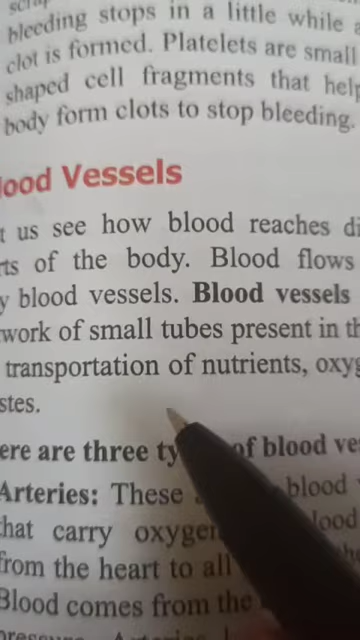 bleeding stops in a little while
clot is formed. Platelets are small
shaped cell fragments that help
body form clots to stop bleeding.
lood Vessels
t us see how blood reaches di
rts of the body. Blood flows
y blood vessels. Blood vessels
work of small tubes present in th
transportation of nutrients, oxyg
stes.
ere are three ty of blood ve
Arteries: These blood
that carry oxygen lood
from the heart to all
Blood comes from the